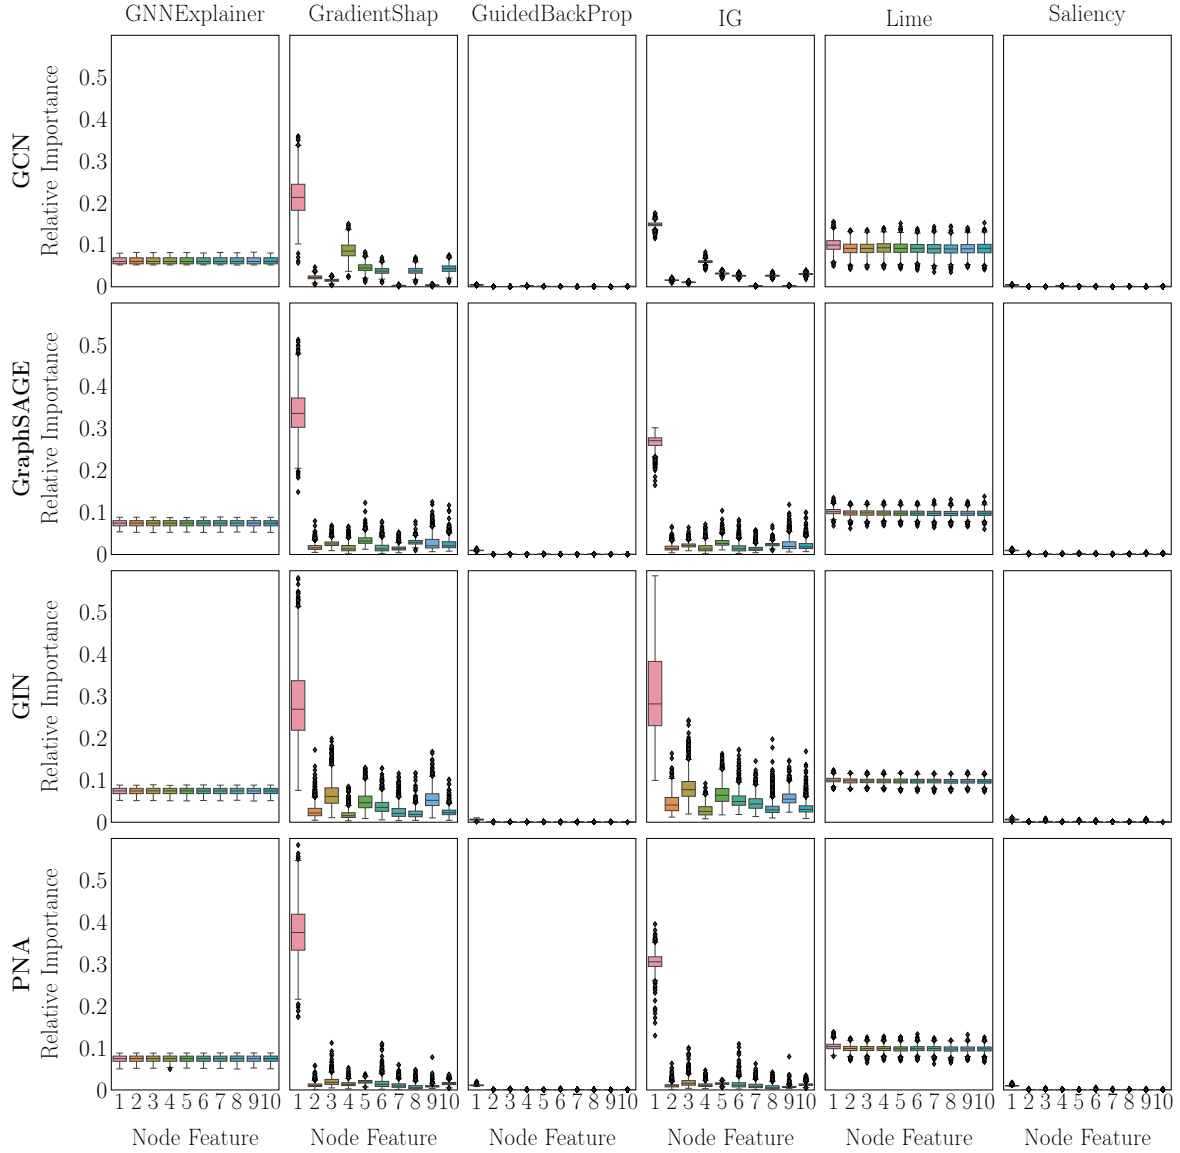 GNNExplainer GradientShap GuidedBackProp IG Lime Saliency
GCN
Relative Importance
0.5
0.4
0.3
0.2
0.1
0
GraphSAGE
Relative Importance
0.5
0.4
0.3
0.2
0.1
0
GIN
Relative Importance
0.5
0.4
0.3
0.2
0.1
0
PNA
Relative Importance
0.5
0.4
0.3
0.2
0.1
0
1 2 3 4 5 6 7 8 9 10 1 2 3 4 5 6 7 8 9 10 1 2 3 4 5 6 7 8 9 10 1 2 3 4 5 6 7 8 9 10 1 2 3 4 5 6 7 8 9 10 1 2 3 4 5 6 7 8 9 10
Node Feature Node Feature Node Feature Node Feature Node Feature Node Feature